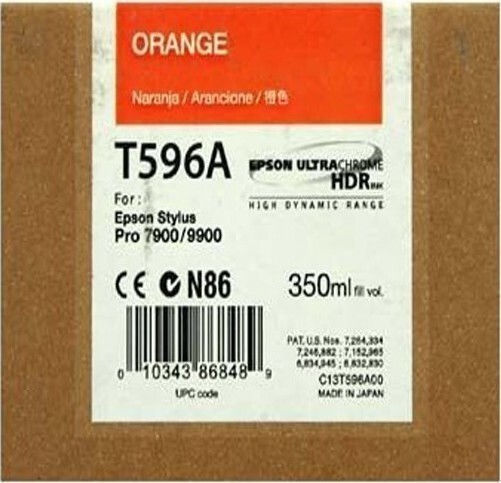 ORANGE
Naranja / Arancione / 橙色
T596A
EPSON ULTRACHROME
HDR INK
HIGH DYNAMIC RANGE
For:
Epson Stylus
Pro 7900/9900
CE N86
350ml fill vol.
PAT. U.S. Nos. 7,264,334
7,246,882 ; 7,152,965
6,834,945 ; 6,632,830
0 10343 86848 9
UPC code
C13T596A00
MADE IN JAPAN